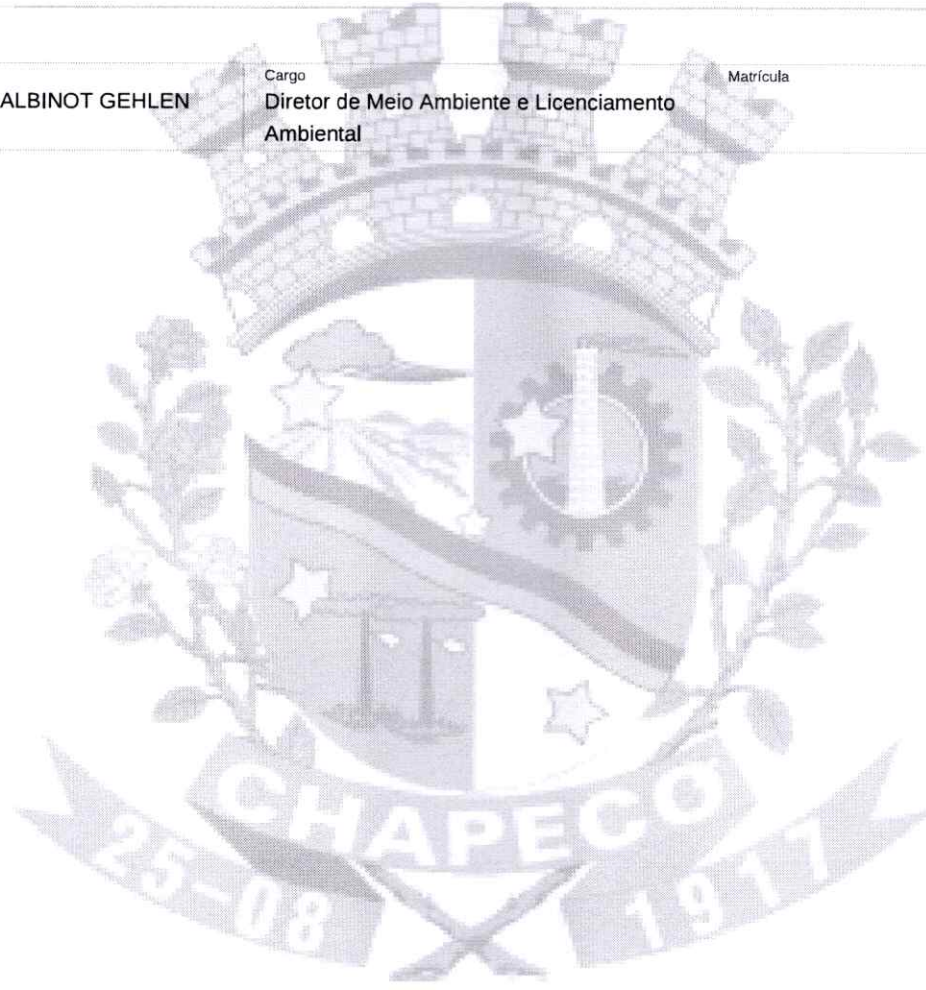 Cargo
Matrícula
ALBINOT GEHLEN
Diretor de Meio Ambiente e Licenciamento
Ambiental
CHAPECÓ
25-08
1917